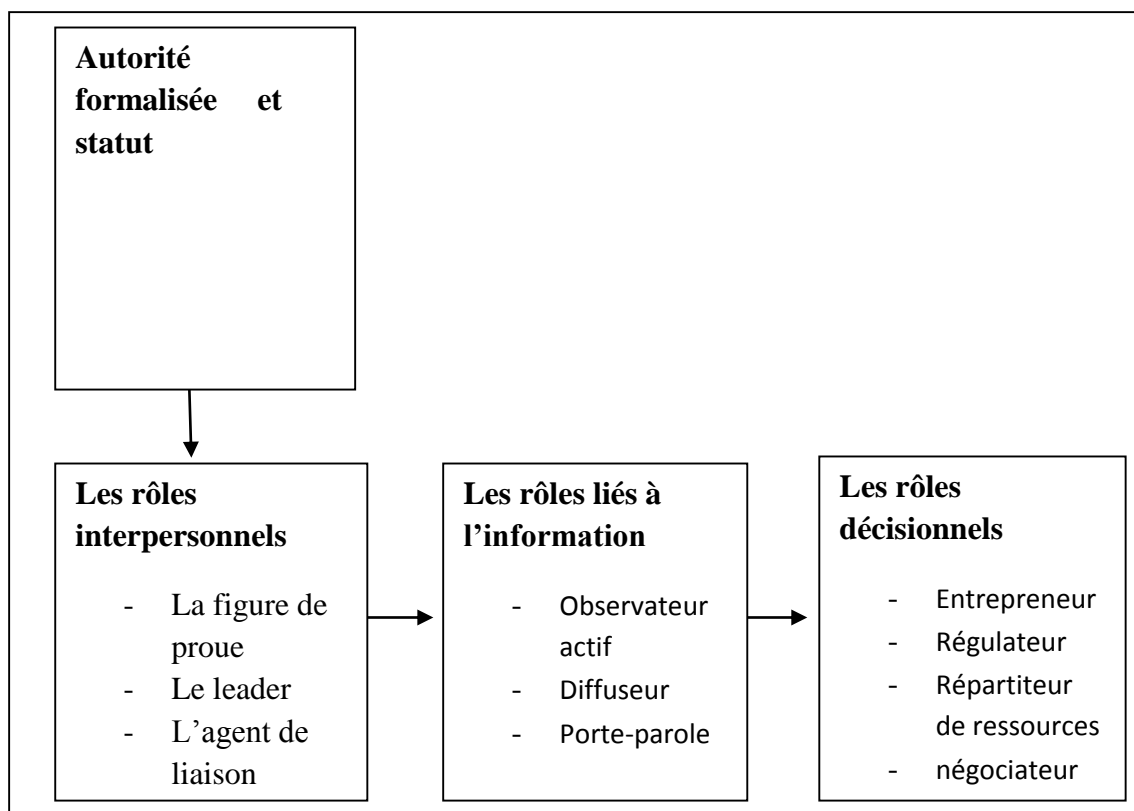 Autorité
formalisée et
statut
Les rôles
interpersonnels
- La figure de
proue
- Le leader
- L’agent de
liaison
Les rôles liés à
l’information
- Observateur
actif
- Diffuseur
- Porte-parole
Les rôles
décisionnels
- Entrepreneur
- Régulateur
- Répartiteur
de ressources
- négociateur